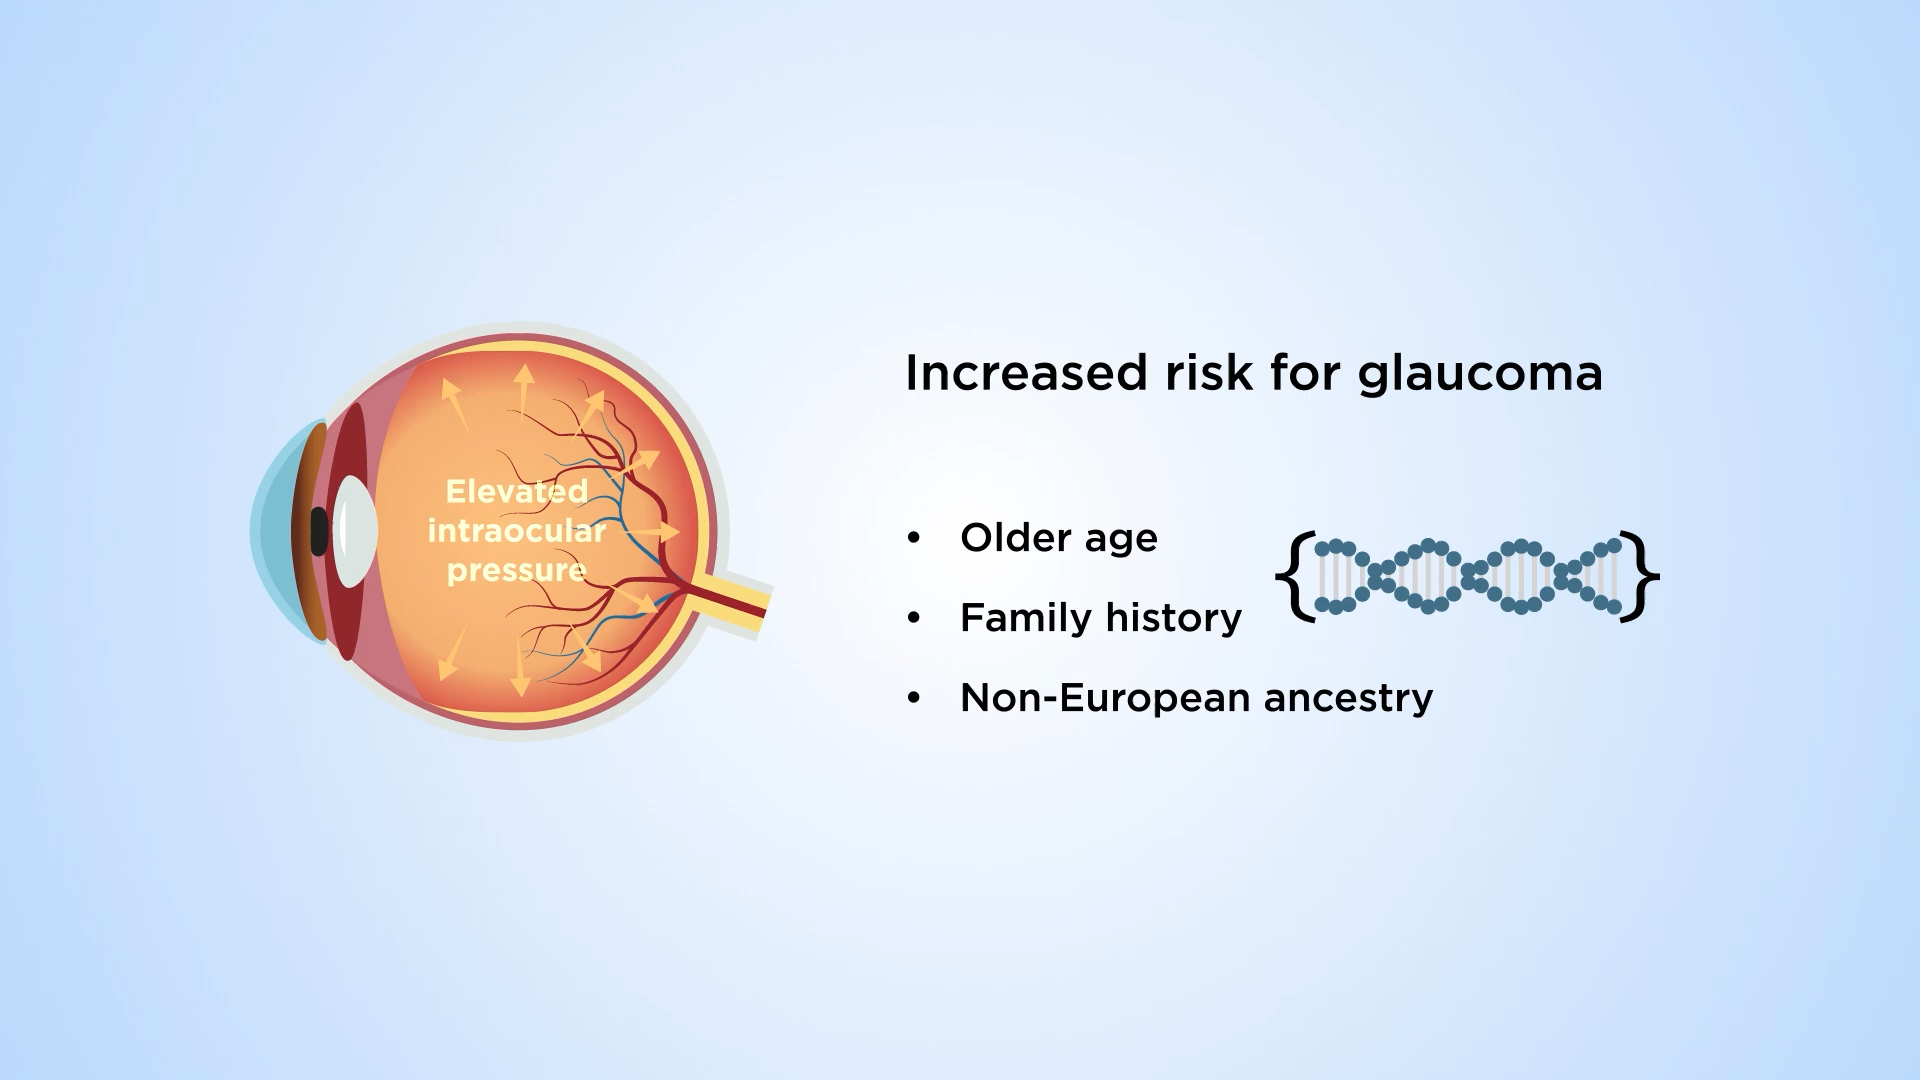 Elevated
intraocular
pressure
Increased risk for glaucoma
• Older age
• Family history
• Non-European ancestry